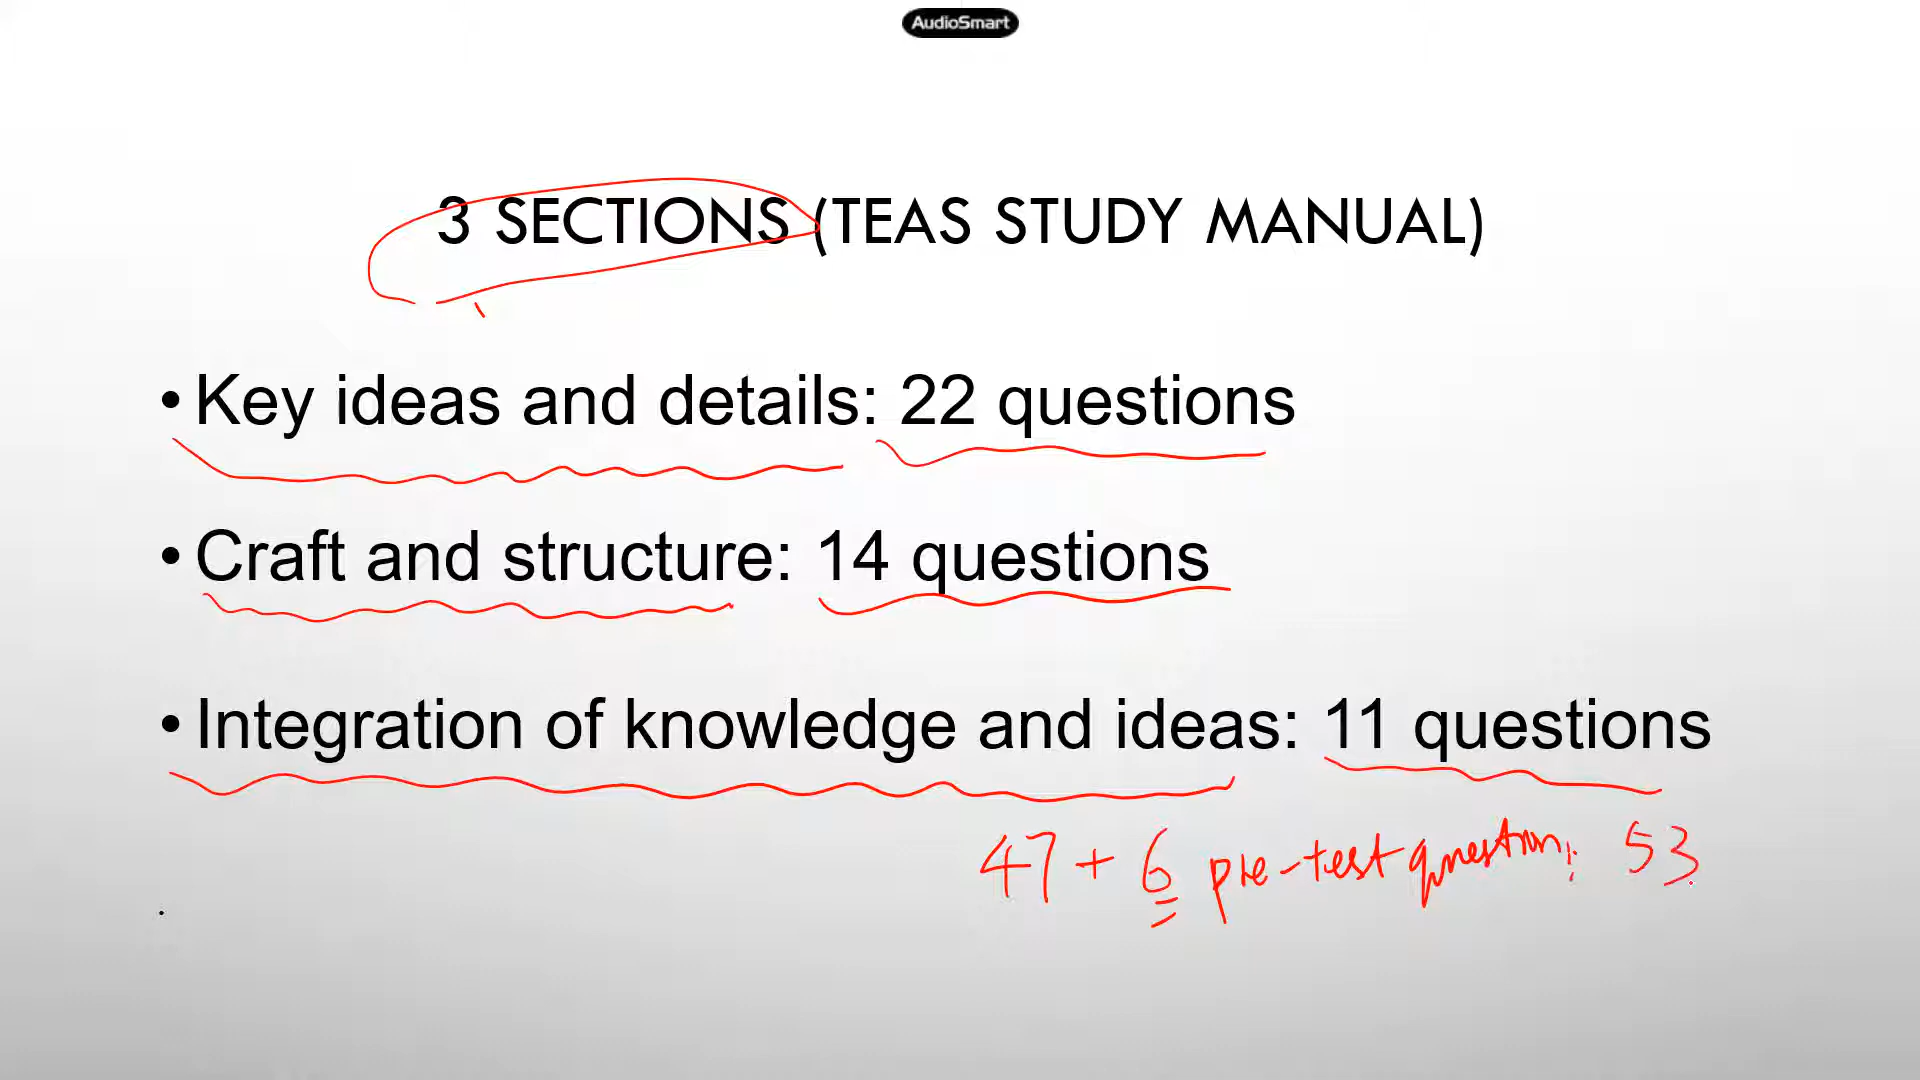 AudioSmart
3 SECTIONS (TEAS STUDY MANUAL)
• Key ideas and details: 22 questions
• Craft and structure: 14 questions
• Integration of knowledge and ideas: 11 questions
47 + 6 pre-test questions: 53